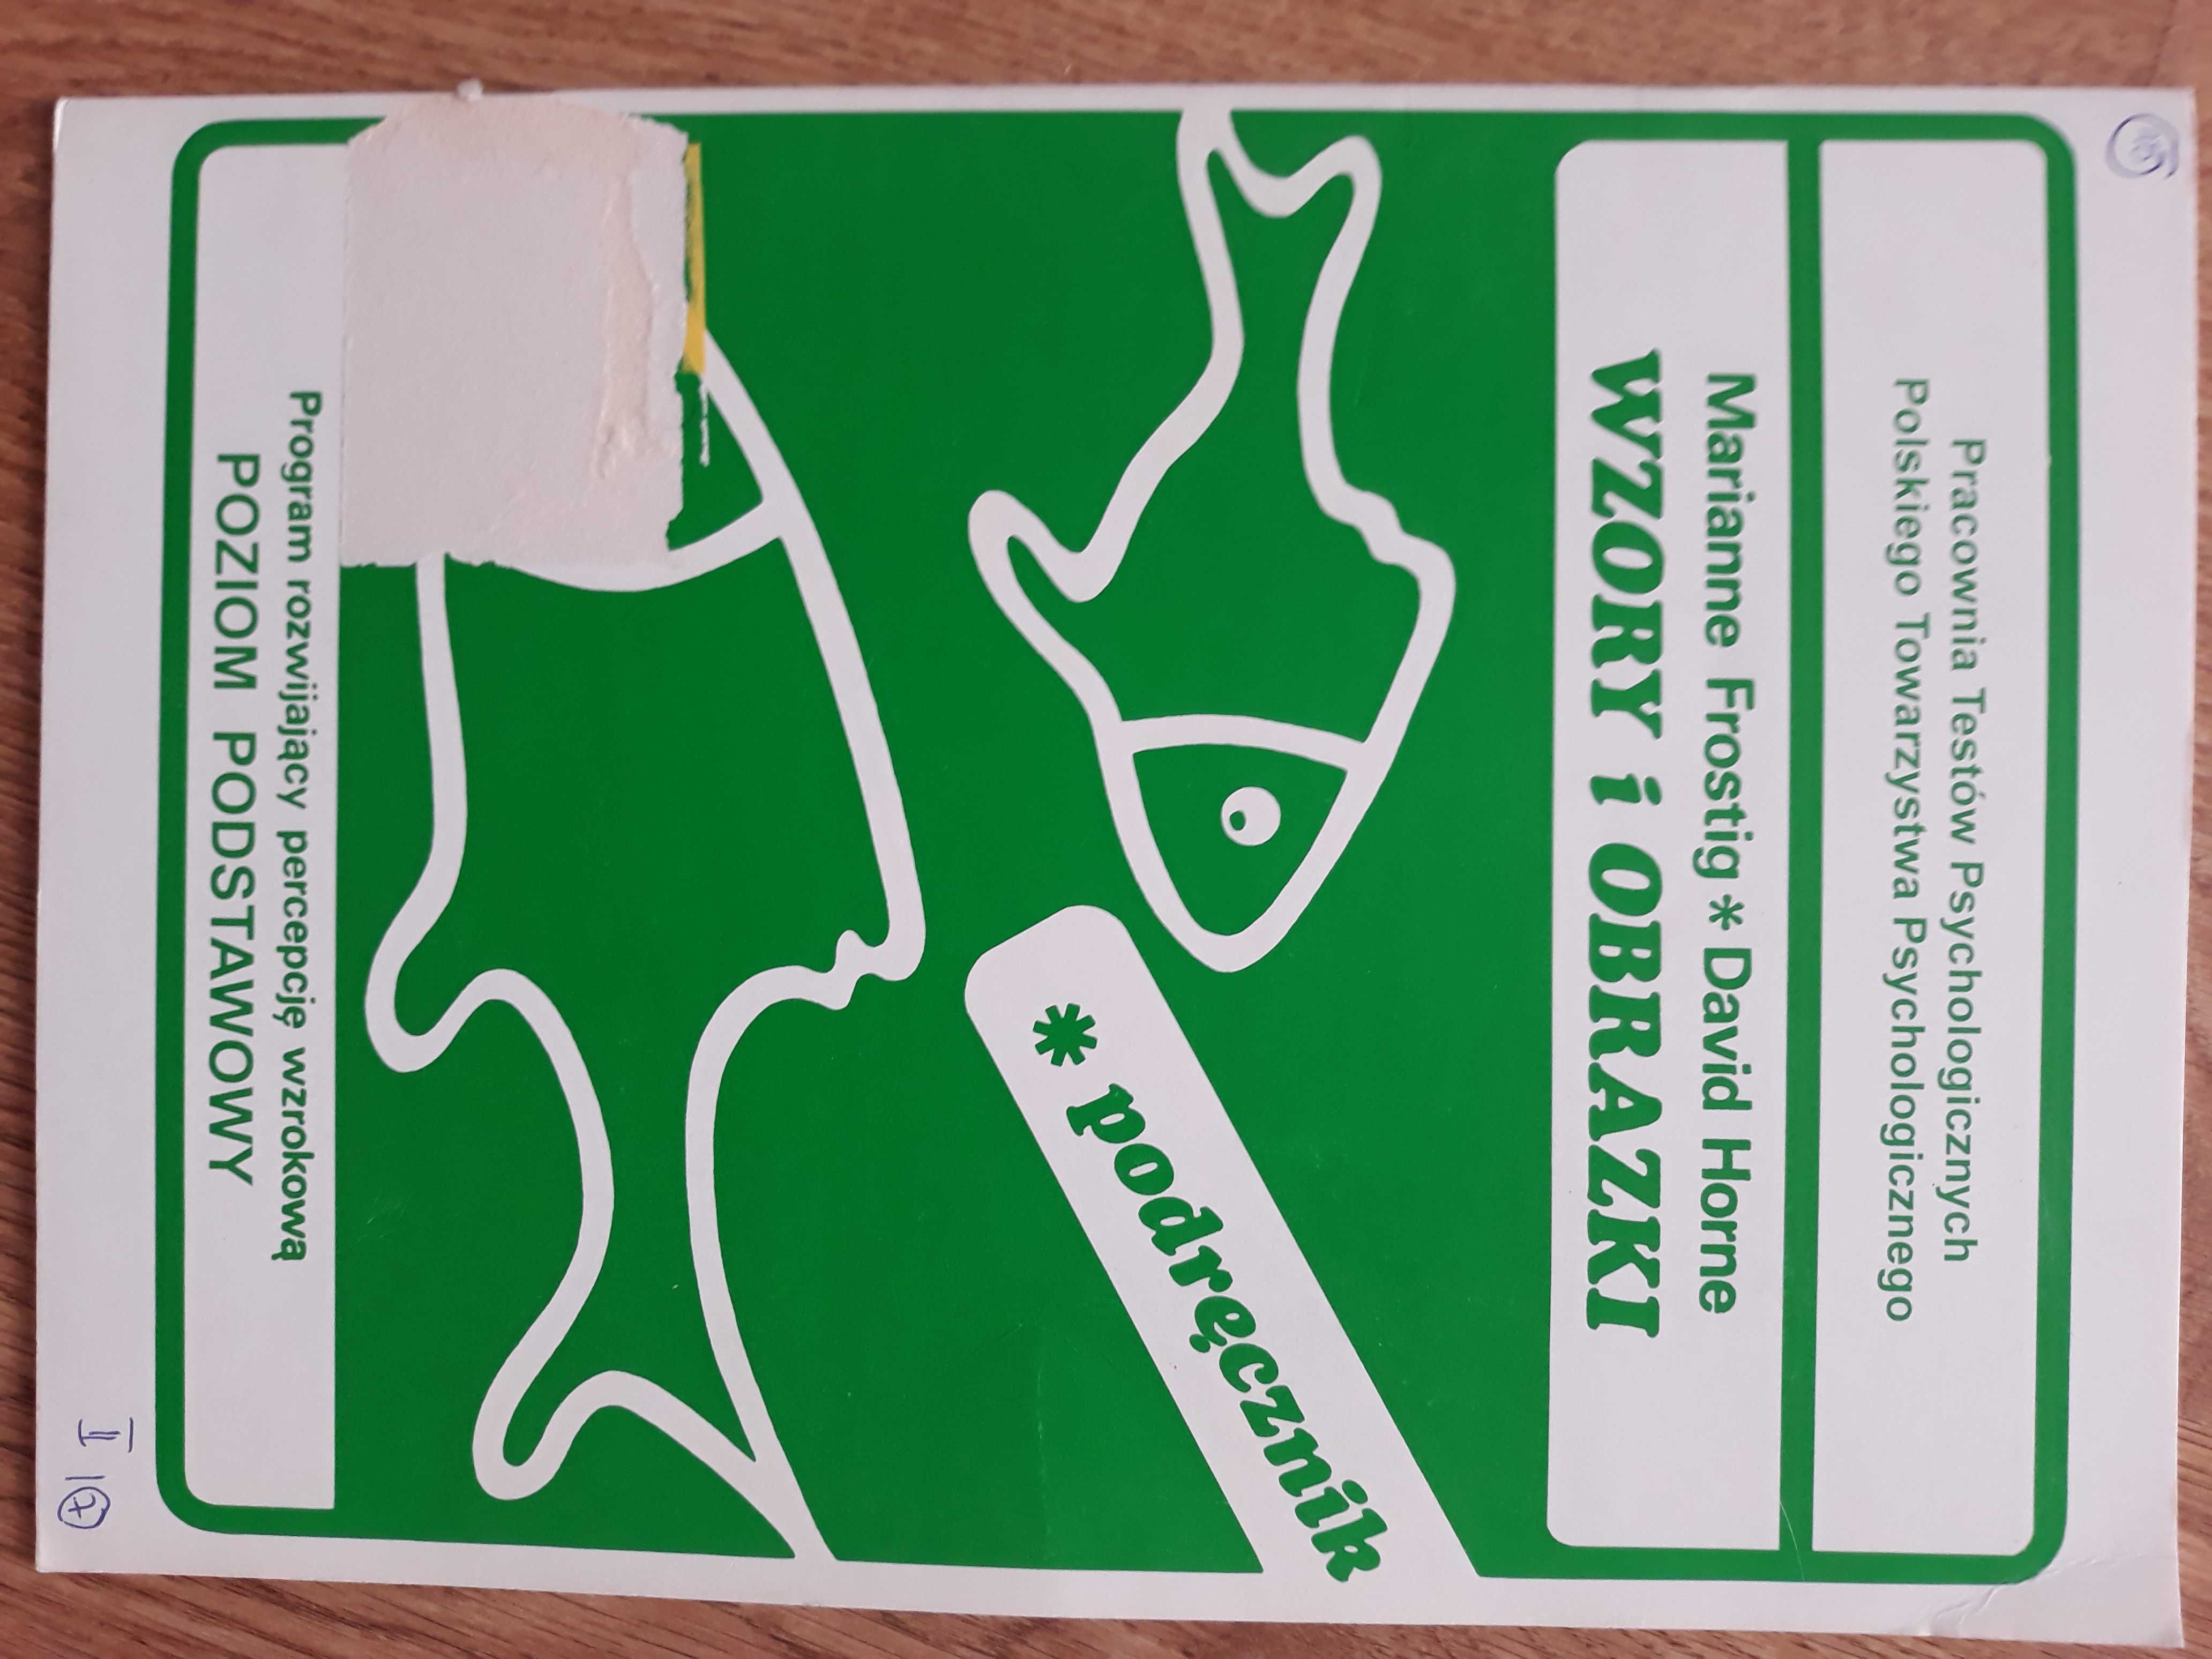 Pracownia Testów Psychologicznych
Polskiego Towarzystwa Psychologicznego
Marianne Frostig * David Horne
WZORY i OBRAZKI
* podręcznik
Program rozwijający percepcję wzrokową
POZIOM PODSTAWOWY
I